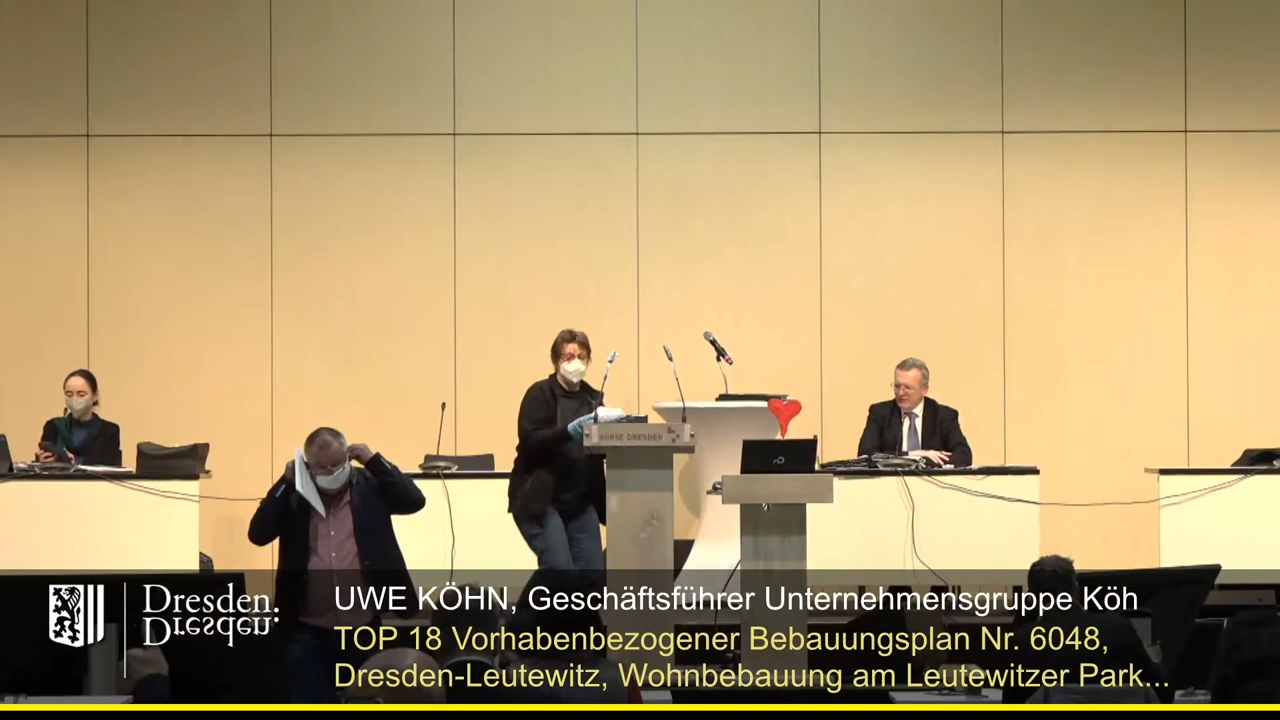 BÖRSE DRESDEN
Dresden.
Dresden.
UWE KÖHN, Geschäftsführer Unternehmensgruppe Köh
TOP 18 Vorhabenbezogener Bebauungsplan Nr. 6048,
Dresden-Leutewitz, Wohnbebauung am Leutewitzer Park...